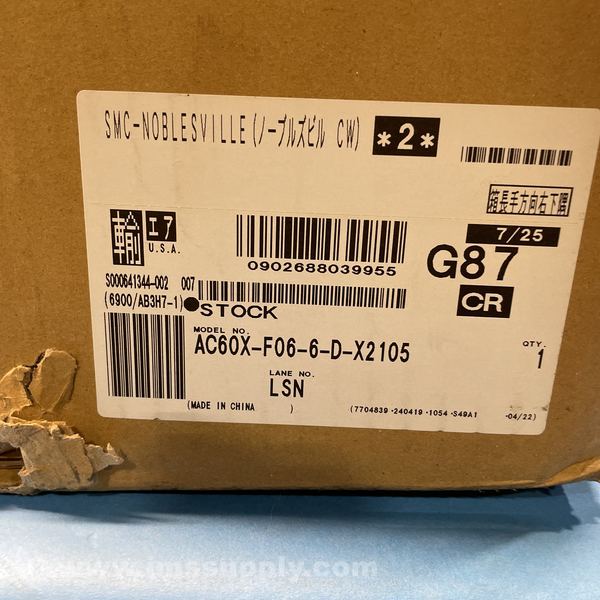 SMC-NOBLESVILLE(ノーブルズビル CW) *2*
箱長手方向右下隅
輸 エア
U.S.A.
7/25
0902688039955
G87
S000641344-002 007
CR
(6900/AB3H7-1) ●STOCK
MODEL NO.
AC60X-F06-6-D-X2105
QTY.
1
LANE NO.
LSN
(MADE IN CHINA )
(7704839 ·240419 ·1054 ·S49A1 ·04/22)
www.imssupply.com